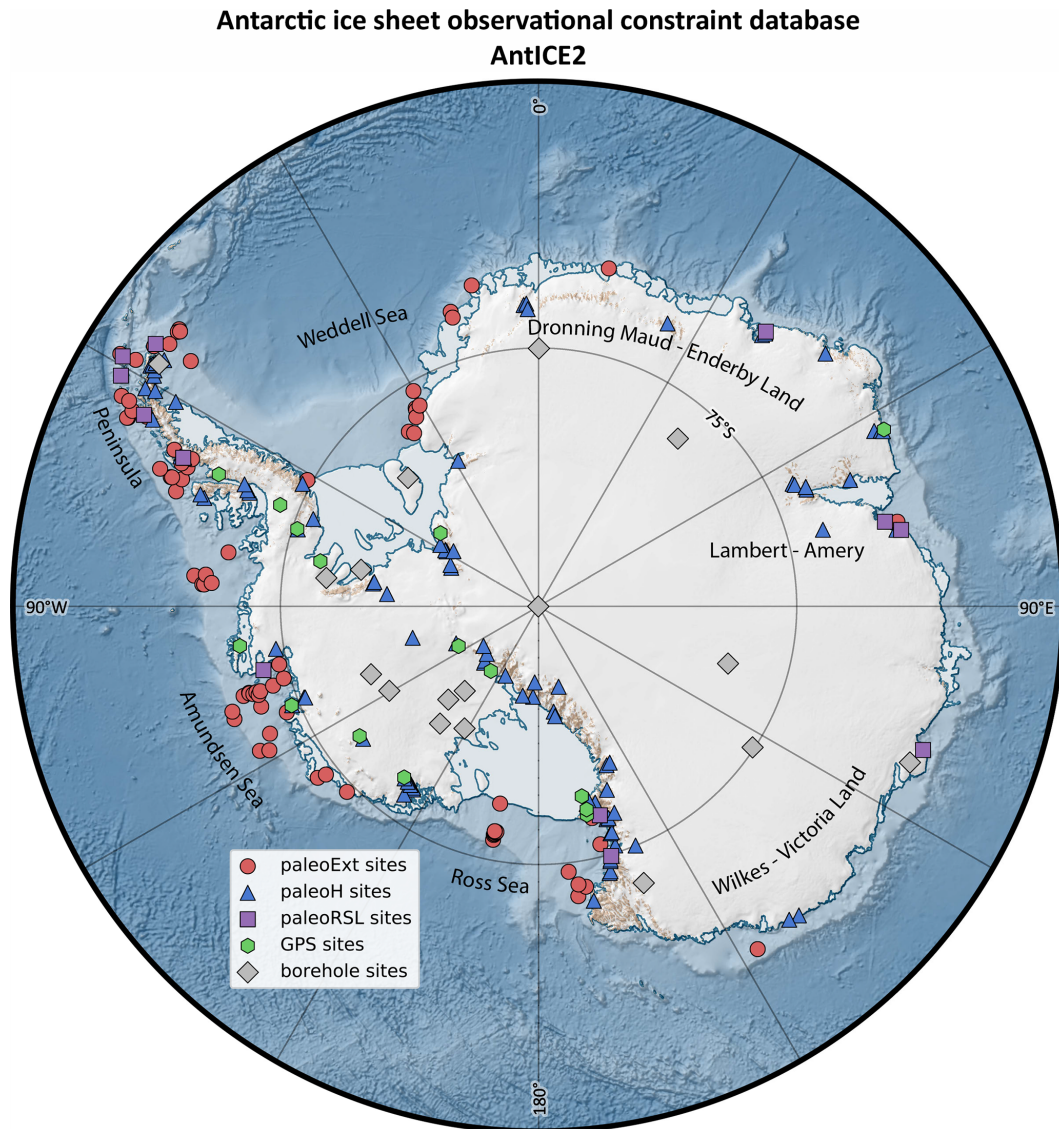 Antarctic ice sheet observational constraint database
AntICE2
0°
Weddell Sea
Dronning Maud - Enderby Land
75°S
Peninsula
Lambert - Amery
90°W
90°E
Amundsen Sea
Wilkes - Victoria Land
Ross Sea
paleoExt sites
paleoH sites
paleoRSL sites
GPS sites
borehole sites
180°